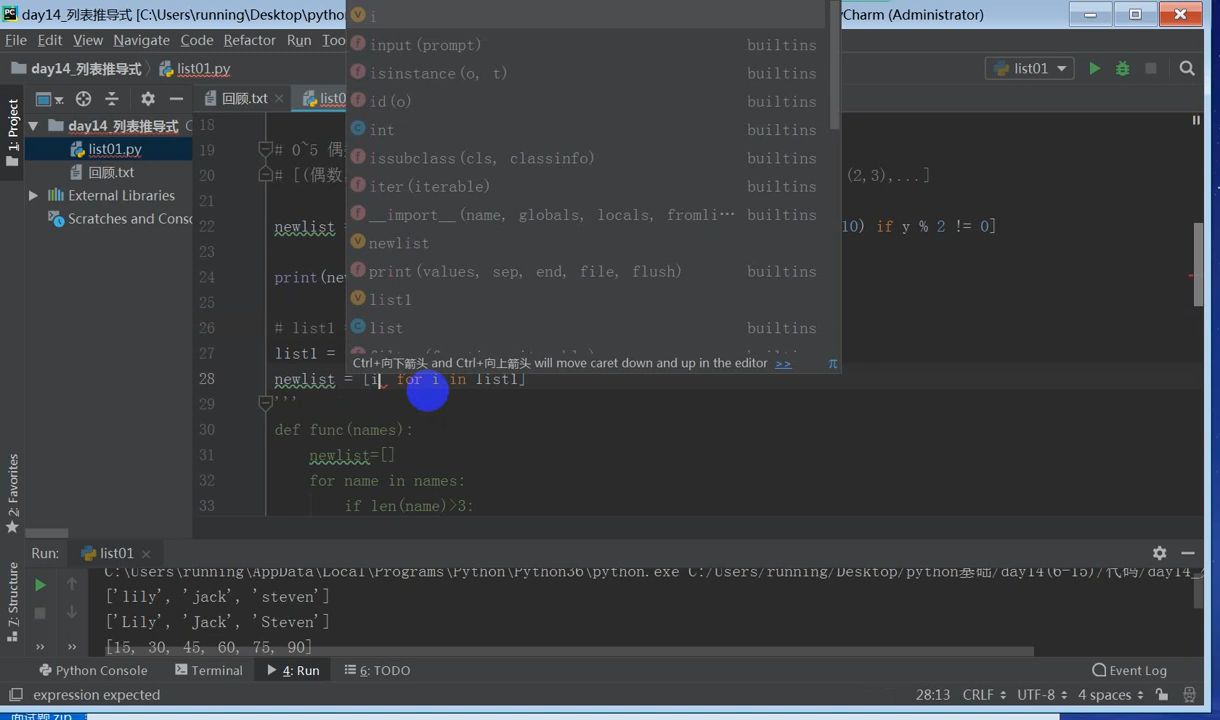 day14_列表推导式 [C:\Users\running\Desktop\python
yCharm (Administrator)
File Edit View Navigate Code Refactor Run Too
day14_列表推导式 list01.py
list01
1: Project
回顾.txt
list0
day14_列表推导式 C
list01.py
回顾.txt
External Libraries
Scratches and Conso
i
input(prompt) builtins
isinstance(o, t) builtins
id(o) builtins
int builtins
issubclass(cls, classinfo) builtins
iter(iterable) builtins
__import__(name, globals, locals, fromli… builtins
newlist
print(values, sep, end, file, flush) builtins
list1
list builtins
Ctrl+向下箭头 and Ctrl+向上箭头 will move caret down and up in the editor >> π
18
19 # 0~5 偶
20 # [(偶数 (2,3),...]
21
22 newlist = 10) if y % 2 != 0]
23
24 print(new
25
26 # list1 =
27 list1 =
28 newlist = [i for i in list1]
29 '''
30 def func(names):
31 newlist=[]
32 for name in names:
33 if len(name)>3:
2: Favorites
7: Structure
Run: list01
C:\Users\running\AppData\Local\Programs\Python\Python36\python.exe C:/Users/running/Desktop/python基础/day14(6-15)/代码/day14_
['lily', 'jack', 'steven']
['Lily', 'Jack', 'Steven']
[15, 30, 45, 60, 75, 90]
Python Console Terminal 4: Run 6: TODO Event Log
expression expected 28:13 CRLF UTF-8 4 spaces
面试题.zip